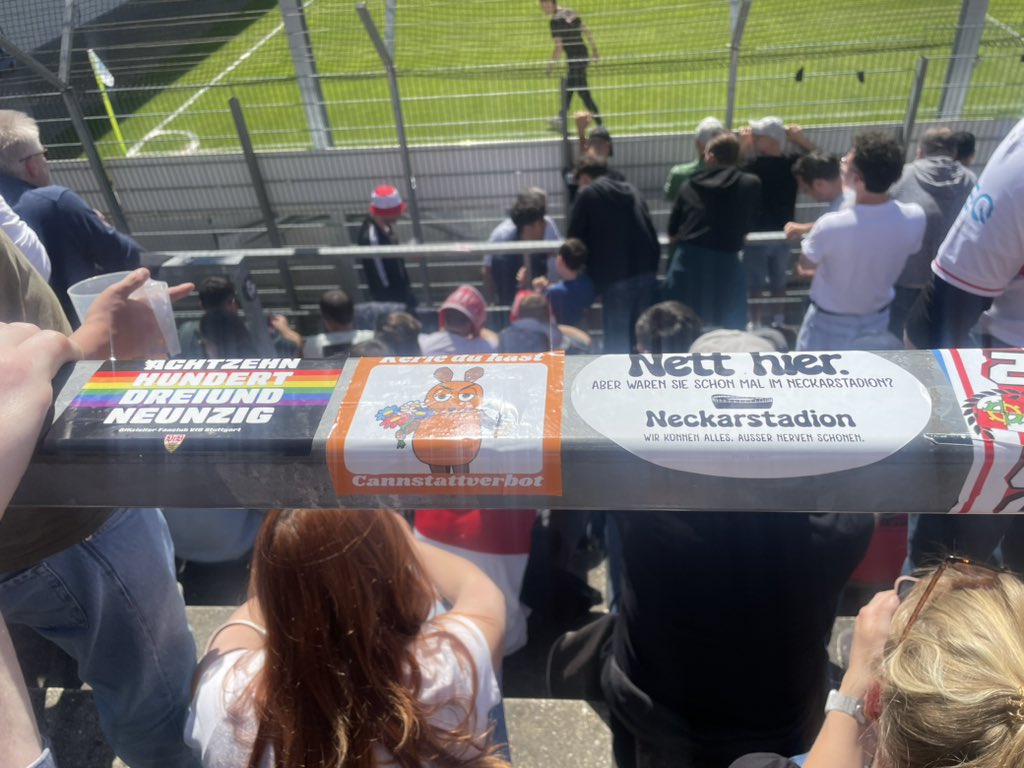 ACHTZEHN
HUNDERT
DREIUND
NEUNZIG
Offizieller Fanclub VfB Stuttgart
Kerle du hast
Cannstattverbot
Nett hier.
ABER WAREN SIE SCHON MAL IM NECKARSTADION?
Neckarstadion
WIR KÖNNEN ALLES. AUSSER NERVEN SCHONEN.